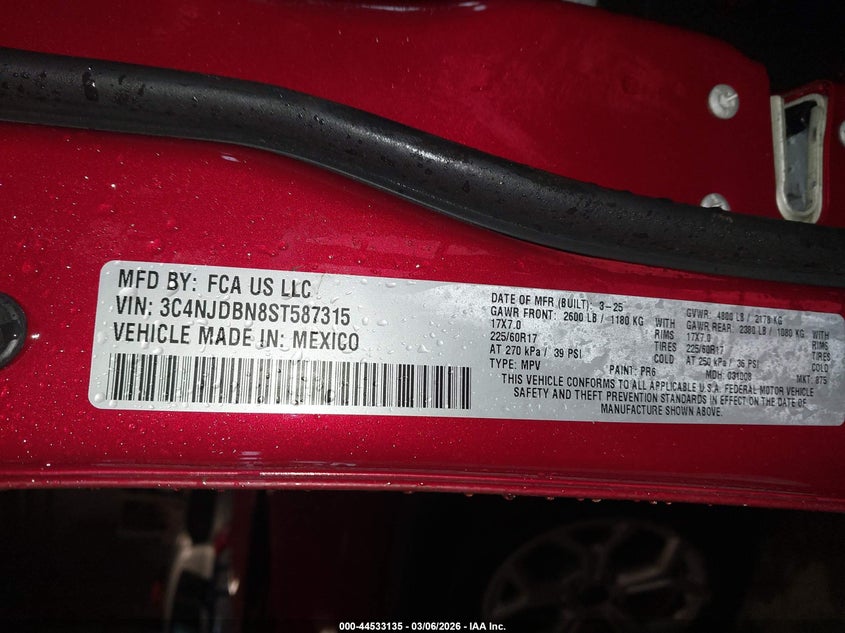 MFD BY: FCA US LLC
VIN: 3C4NJDBN8ST587315
VEHICLE MADE IN: MEXICO
DATE OF MFR (BUILT): 3-25 GVWR: 4800 LB / 2178 KG
GAWR FRONT: 2600 LB / 1180 KG WITH GAWR REAR: 2380 LB / 1080 KG WITH
17X7.0 RIMS 17X7.0 RIMS
225/60R17 TIRES 225/60R17 TIRES
AT 270 kPa / 39 PSI COLD AT 250 kPa / 36 PSI COLD
TYPE: MPV PAINT: PR6 MDH: 031008 MKT: 875
THIS VEHICLE CONFORMS TO ALL APPLICABLE U.S.A. FEDERAL MOTOR VEHICLE
SAFETY AND THEFT PREVENTION STANDARDS IN EFFECT ON THE DATE OF
MANUFACTURE SHOWN ABOVE.
000-44533135 - 03/06/2026 - IAA Inc.